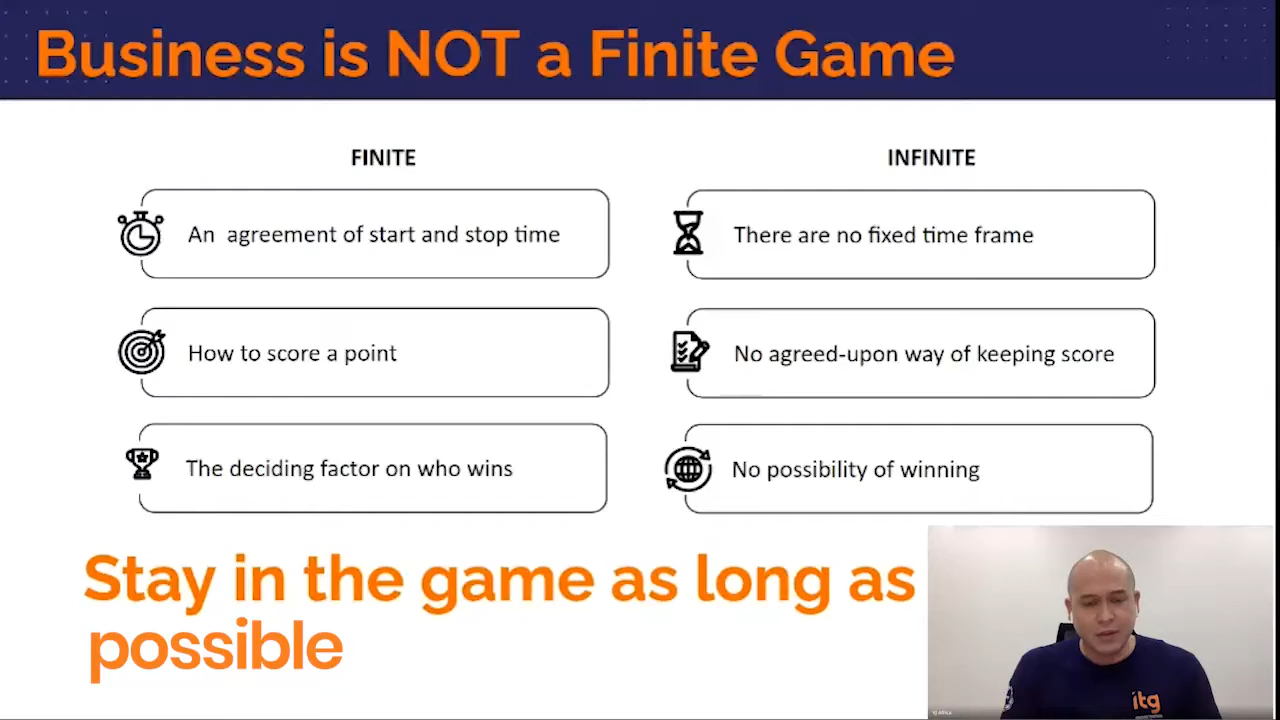 Business is NOT a Finite Game
FINITE
INFINITE
An agreement of start and stop time
There are no fixed time frame
How to score a point
No agreed-upon way of keeping score
The deciding factor on who wins
No possibility of winning
Stay in the game as long as
possible
itg